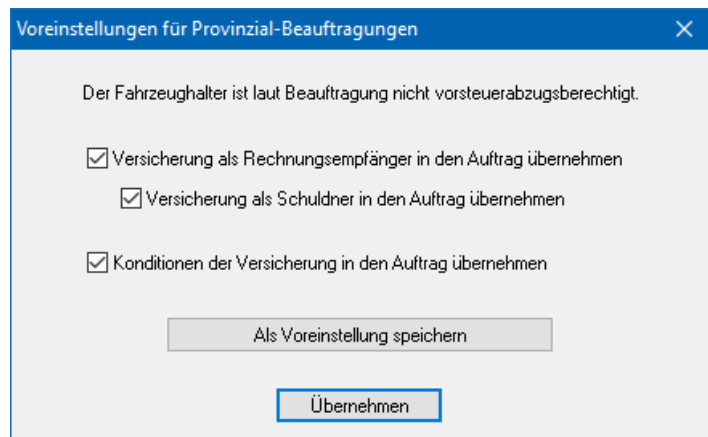 Voreinstellungen für Provinzial-Beauftragungen
Der Fahrzeughalter ist laut Beauftragung nicht vorsteuerabzugsberechtigt.
Versicherung als Rechnungsempfänger in den Auftrag übernehmen
Versicherung als Schuldner in den Auftrag übernehmen
Konditionen der Versicherung in den Auftrag übernehmen
Als Voreinstellung speichern
Übernehmen